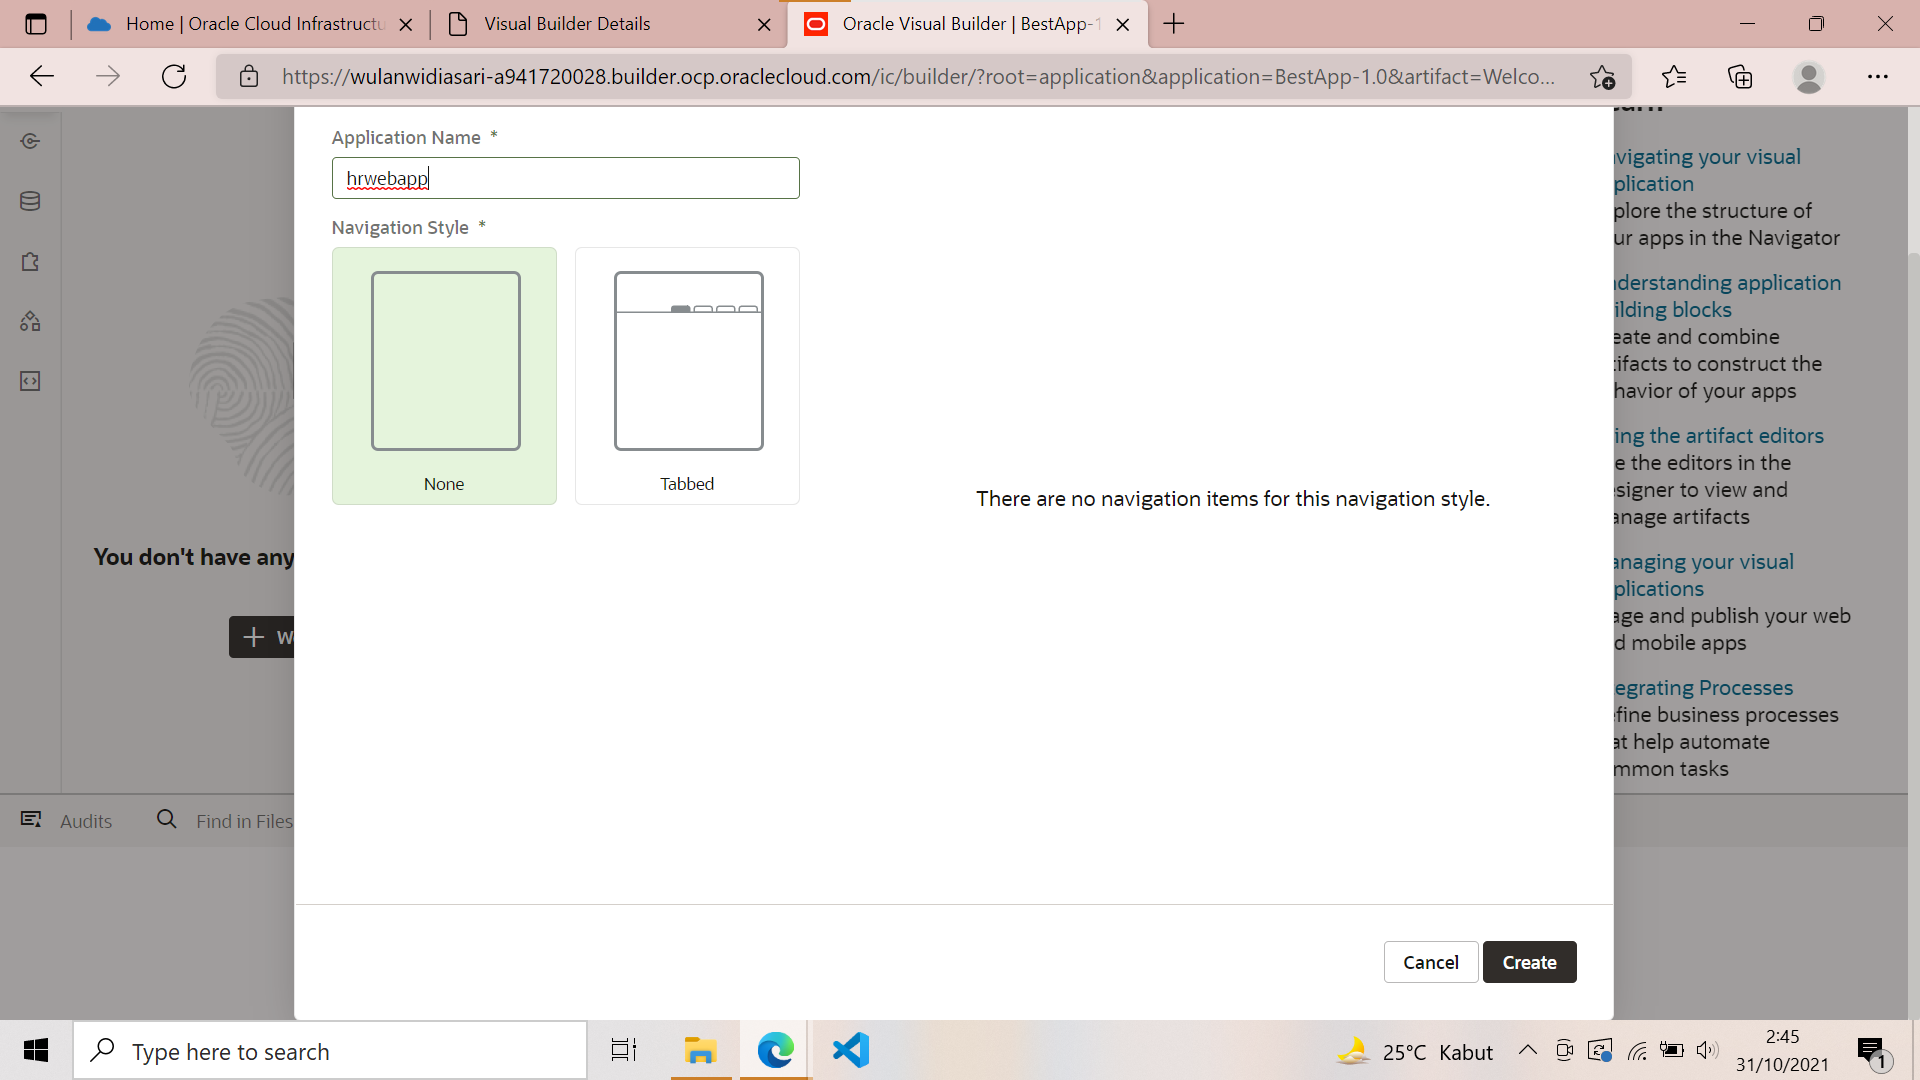 Home | Oracle Cloud Infrastructu
Visual Builder Details
Oracle Visual Builder | BestApp-1
https://wulanwidiasari-a941720028.builder.ocp.oraclecloud.com/ic/builder/?root=application&application=BestApp-1.0&artifact=Welco...
Application Name *
hrwebapp
Navigation Style *
None
Tabbed
There are no navigation items for this navigation style.
You don't have any
Audits
Find in Files
vigating your visual
plication
plore the structure of
ur apps in the Navigator
derstanding application
ilding blocks
eate and combine
tifacts to construct the
havior of your apps
ing the artifact editors
e the editors in the
signer to view and
anage artifacts
anaging your visual
plications
age and publish your web
d mobile apps
egrating Processes
fine business processes
at help automate
mmon tasks
Cancel
Create
Type here to search
25°C Kabut
2:45
31/10/2021
1